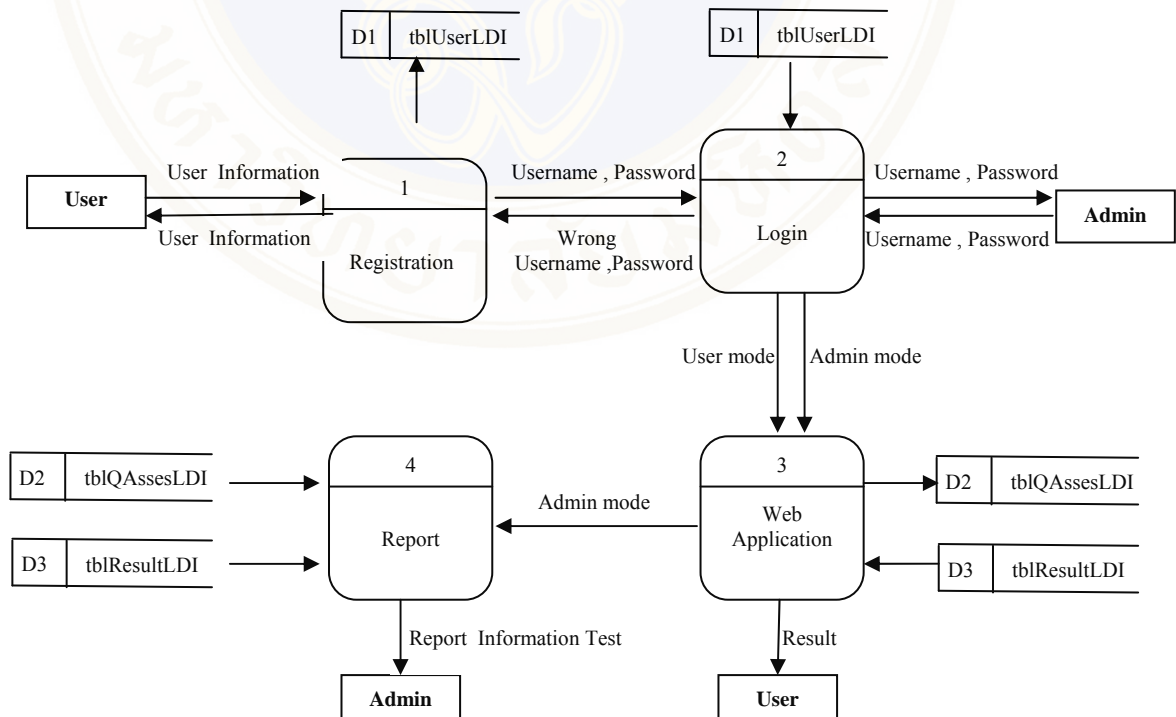 D1 tblUserLDI
D1 tblUserLDI
User
User Information
User Information
1
Registration
Username , Password
Wrong
Username ,Password
2
Login
Username , Password
Username , Password
Admin
User mode
Admin mode
D2 tblQAssesLDI
D3 tblResultLDI
4
Report
Admin mode
3
Web
Application
D2 tblQAssesLDI
D3 tblResultLDI
Report Information Test
Result
Admin
User